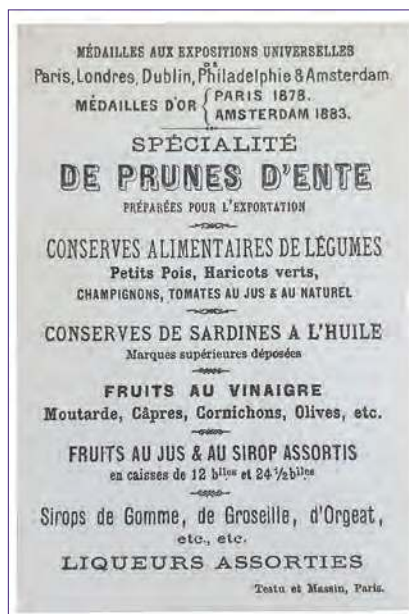 MÉDAILLES AUX EXPOSITIONS UNIVERSELLES
DE
Paris, Londres, Dublin, Philadelphie & Amsterdam
MÉDAILLES D'OR { PARIS 1878.
AMSTERDAM 1883.
SPÉCIALITÉ
DE PRUNES D'ENTE
PRÉPARÉES POUR L'EXPORTATION
CONSERVES ALIMENTAIRES DE LÉGUMES
Petits Pois, Haricots verts,
CHAMPIGNONS, TOMATES AU JUS & AU NATUREL
CONSERVES DE SARDINES A L'HUILE
Marques supérieures déposées
FRUITS AU VINAIGRE
Moutarde, Câpres, Cornichons, Olives, etc.
FRUITS AU JUS & AU SIROP ASSORTIS
en caisses de 12 blles et 24 ½ blles
Sirops de Gomme, de Groseille, d'Orgeat,
etc., etc.
LIQUEURS ASSORTIES
Testu et Massin, Paris.